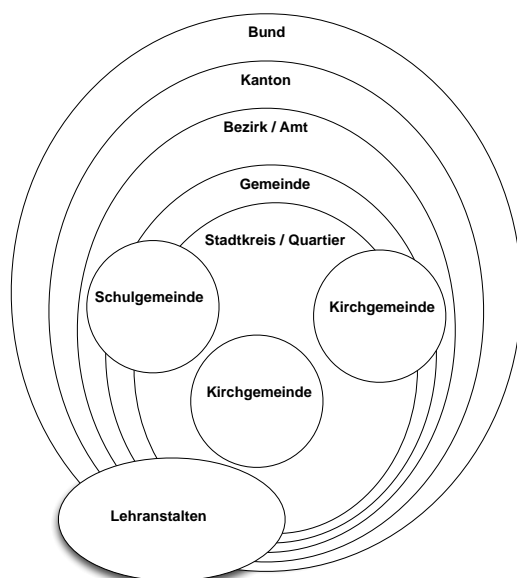 Bund
Kanton
Bezirk / Amt
Gemeinde
Stadtkreis / Quartier
Schulgemeinde
Kirchgemeinde
Kirchgemeinde
Lehranstalten